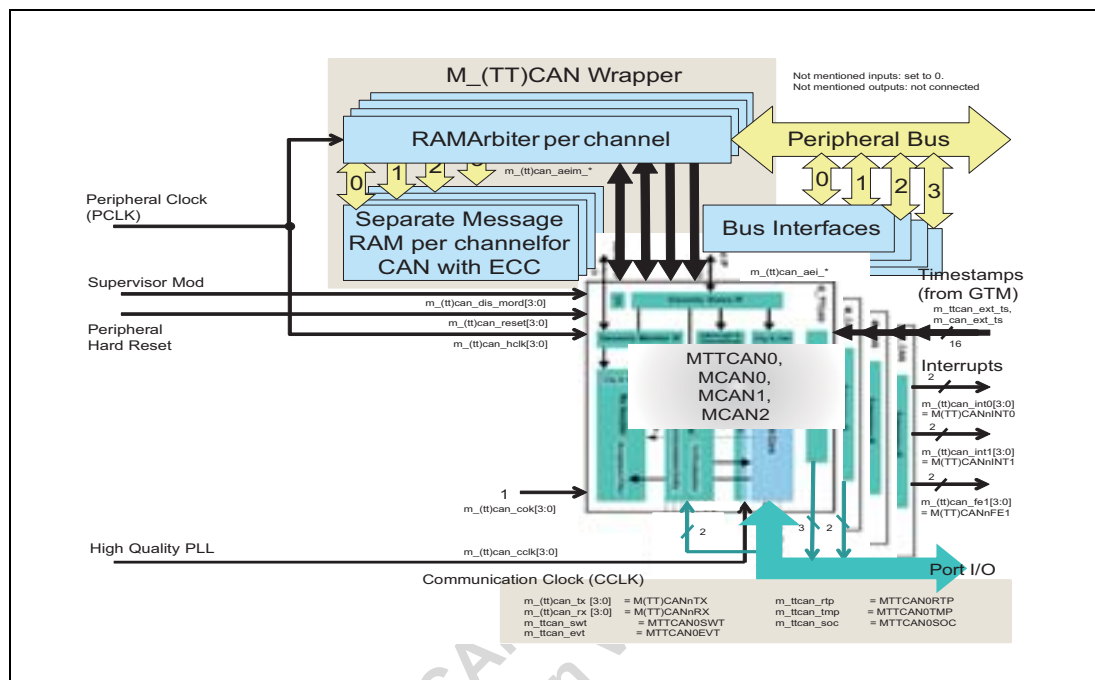 M_(TT)CAN Wrapper
Not mentioned inputs: set to 0.
Not mentioned outputs: not connected
RAMArbiter per channel
Peripheral Bus
0
1
2
m_(tt)can_aeim_*
0
1
2
3
Peripheral Clock
(PCLK)
Separate Message
RAM per channelfor
CAN with ECC
Bus Interfaces
m_(tt)can_aei_*
Timestamps
(from GTM)
m_ttcan_ext_ts,
m_can_ext_ts
16
Supervisor Mod
m_(tt)can_dis_mord[3:0]
Peripheral
Hard Reset
m_(tt)can_reset[3:0]
m_(tt)can_hclk[3:0]
MTTCAN0,
MCAN0,
MCAN1,
MCAN2
Interrupts
2
m_(tt)can_int0[3:0]
= M(TT)CANnINT0
2
m_(tt)can_int1[3:0]
= M(TT)CANnINT1
2
m_(tt)can_fe1[3:0]
= M(TT)CANnFE1
1
m_(tt)can_cok[3:0]
2
3
2
High Quality PLL
m_(tt)can_cclk[3:0]
Communication Clock (CCLK)
Port I/O
m_(tt)can_tx [3:0] = M(TT)CANnTX
m_(tt)can_rx [3:0] = M(TT)CANnRX
m_ttcan_swt = MTTCAN0SWT
m_ttcan_evt = MTTCAN0EVT
m_ttcan_rtp = MTTCAN0RTP
m_ttcan_tmp = MTTCAN0TMP
m_ttcan_soc = MTTCAN0SOC